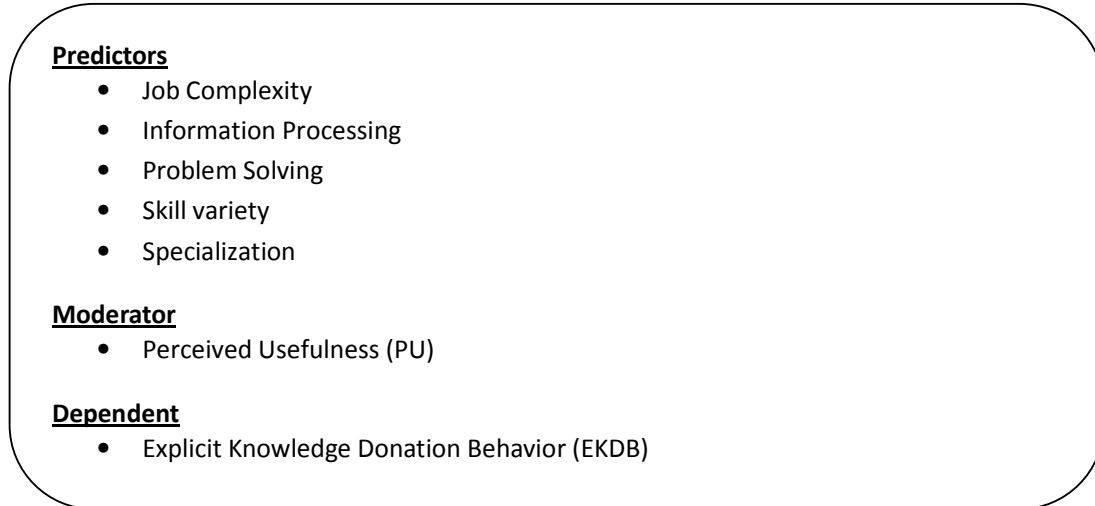 Predictors
• Job Complexity
• Information Processing
• Problem Solving
• Skill variety
• Specialization
Moderator
• Perceived Usefulness (PU)
Dependent
• Explicit Knowledge Donation Behavior (EKDB)